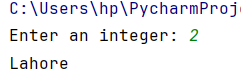 C:\Users\hp\PycharmProj
Enter an integer: 2
Lahore